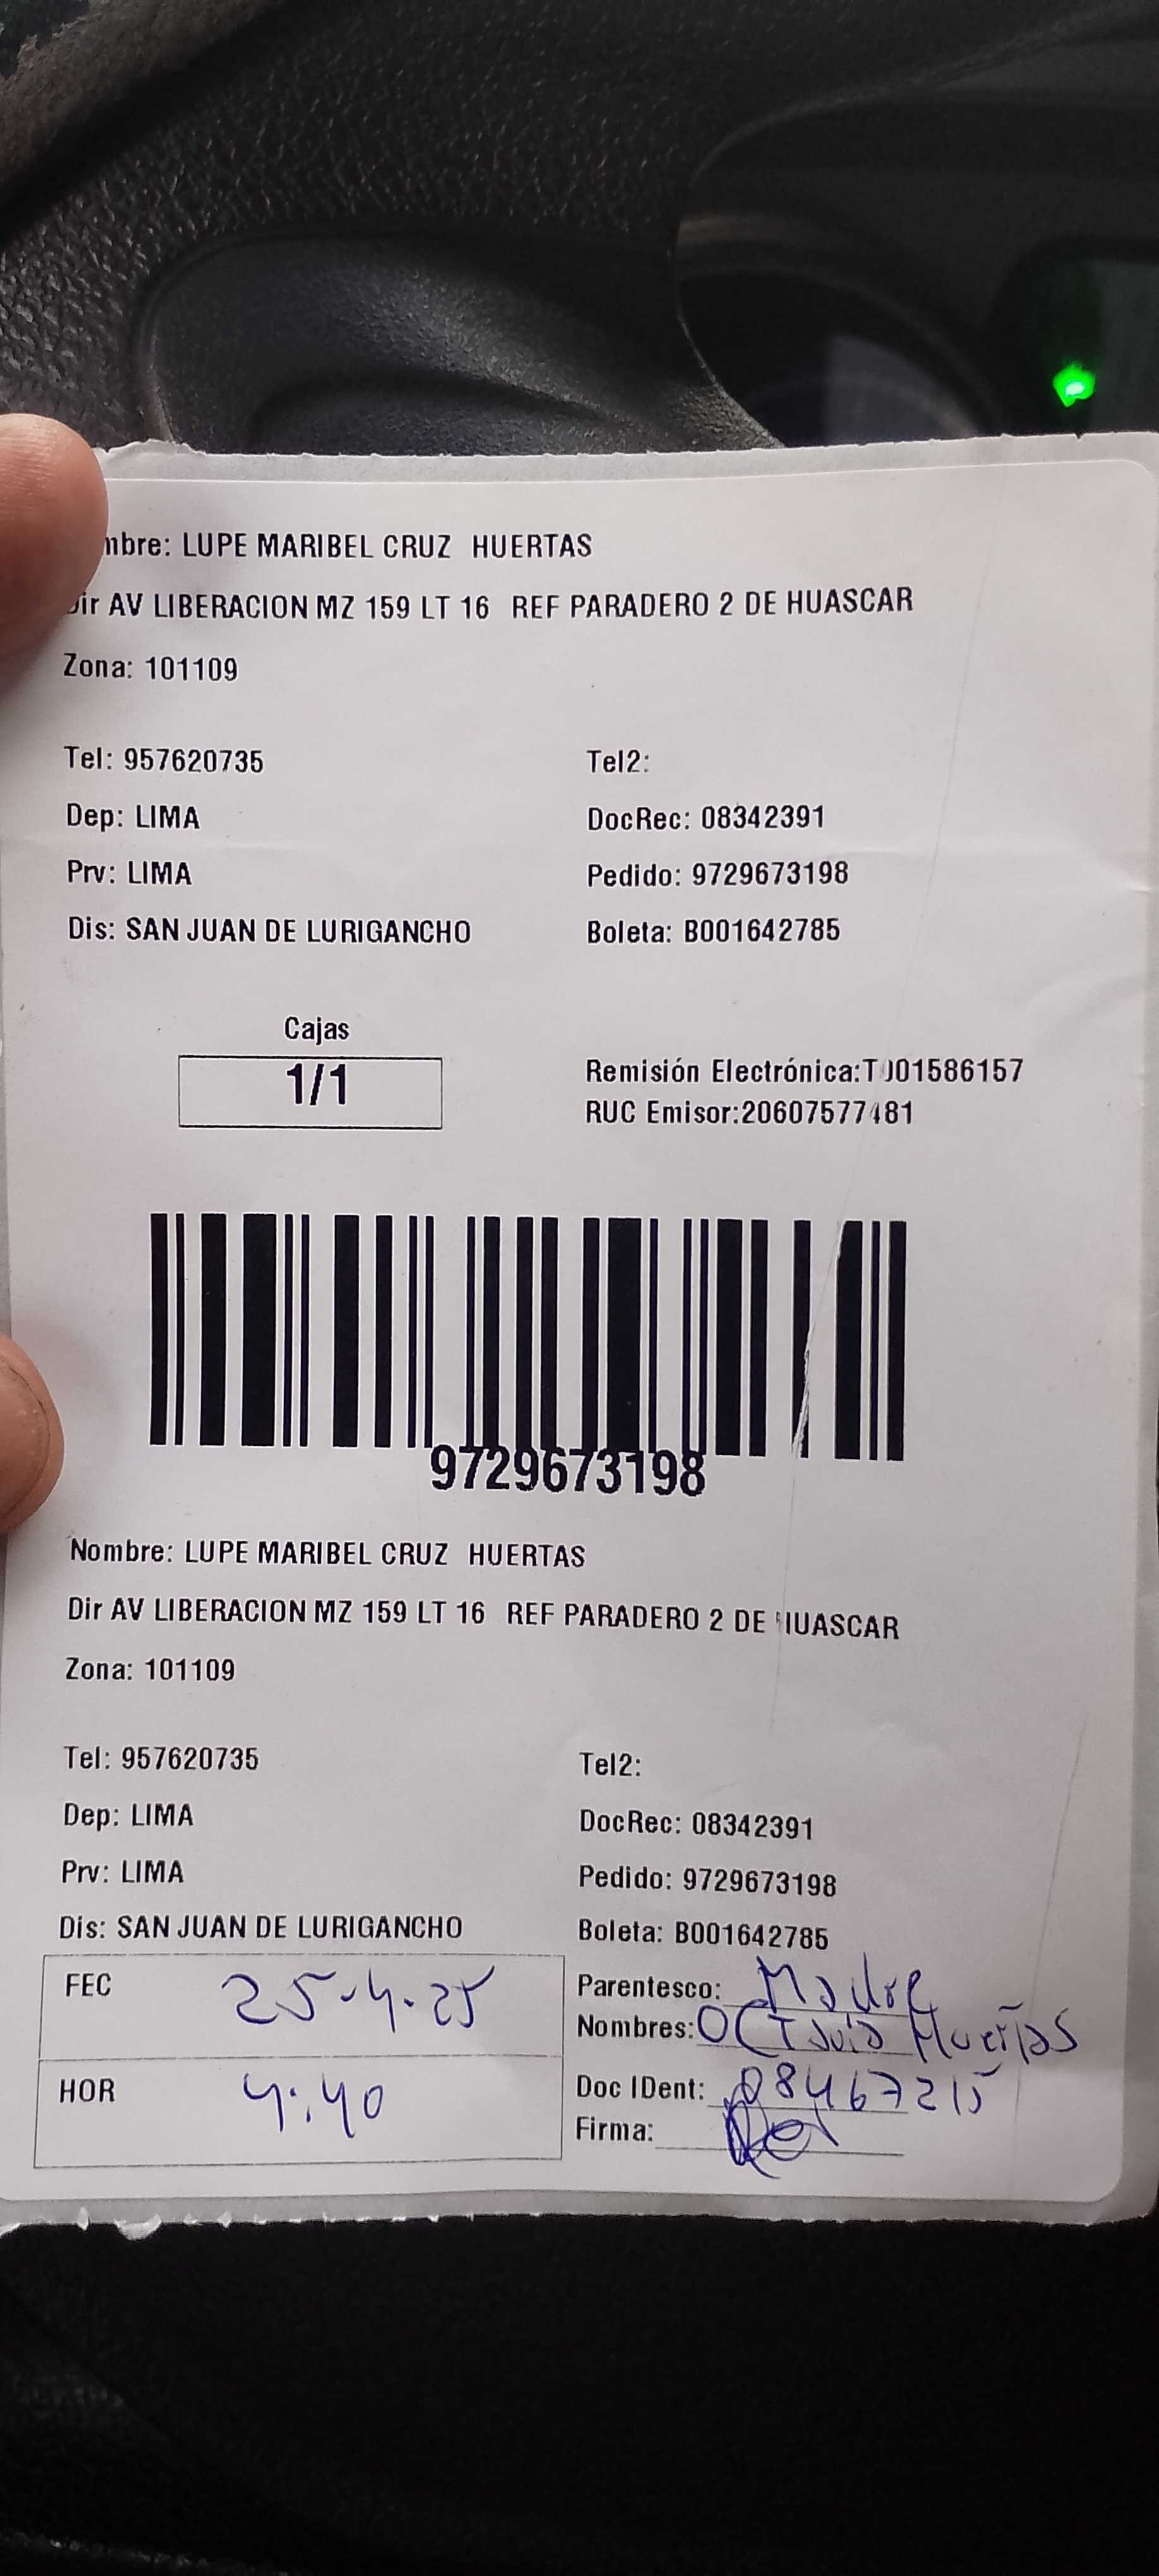 mbre: LUPE MARIBEL CRUZ HUERTAS
Dir AV LIBERACION MZ 159 LT 16 REF PARADERO 2 DE HUASCAR
Zona: 101109
Tel: 957620735 Tel2:
Dep: LIMA DocRec: 08342391
Prv: LIMA Pedido: 9729673198
Dis: SAN JUAN DE LURIGANCHO Boleta: B001642785
Cajas
1/1
Remisión Electrónica:T001586157
RUC Emisor:20607577481
9729673198
Nombre: LUPE MARIBEL CRUZ HUERTAS
Dir AV LIBERACION MZ 159 LT 16 REF PARADERO 2 DE HUASCAR
Zona: 101109
Tel: 957620735 Tel2:
Dep: LIMA DocRec: 08342391
Prv: LIMA Pedido: 9729673198
Dis: SAN JUAN DE LURIGANCHO Boleta: B001642785
FEC 25-4-25 Parentesco: Madre
Nombres: Huertas
HOR 4:40 Doc IDent: 08467215
Firma: